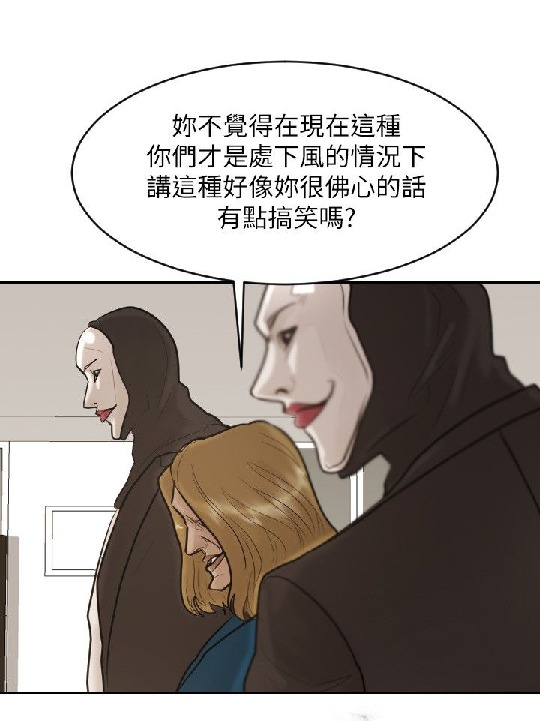 妳不覺得在現在這種
你們才是處下風的情況下
講這種好像妳很佛心的話
有點搞笑嗎?